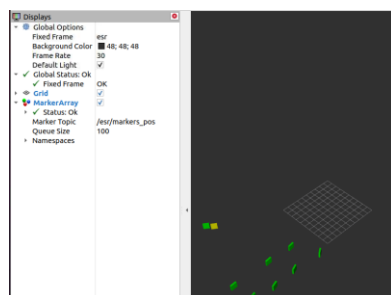 Displays
Global Options
Fixed Frame esr
Background Color 48; 48; 48
Frame Rate 30
Default Light
Global Status: Ok
Fixed Frame OK
Grid
MarkerArray
Status: Ok
Marker Topic /esr/markers_pos
Queue Size 100
Namespaces